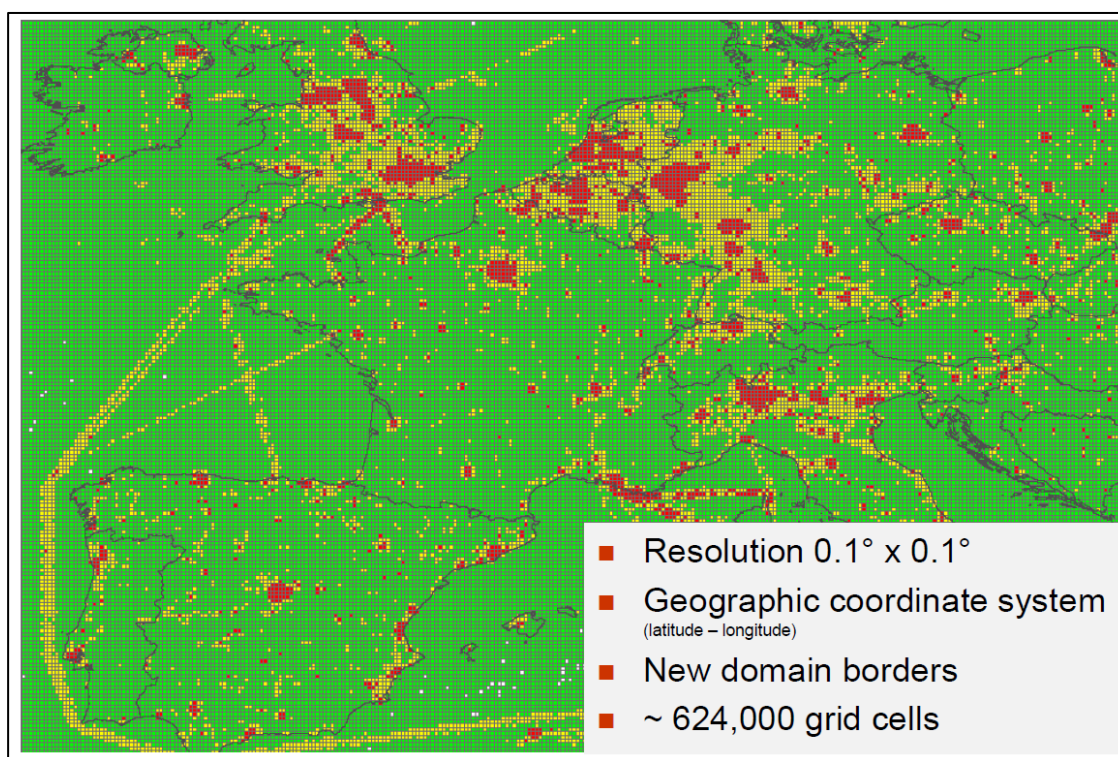 Resolution 0.1° x 0.1°
Geographic coordinate system
(latitude – longitude)
New domain borders
~ 624,000 grid cells